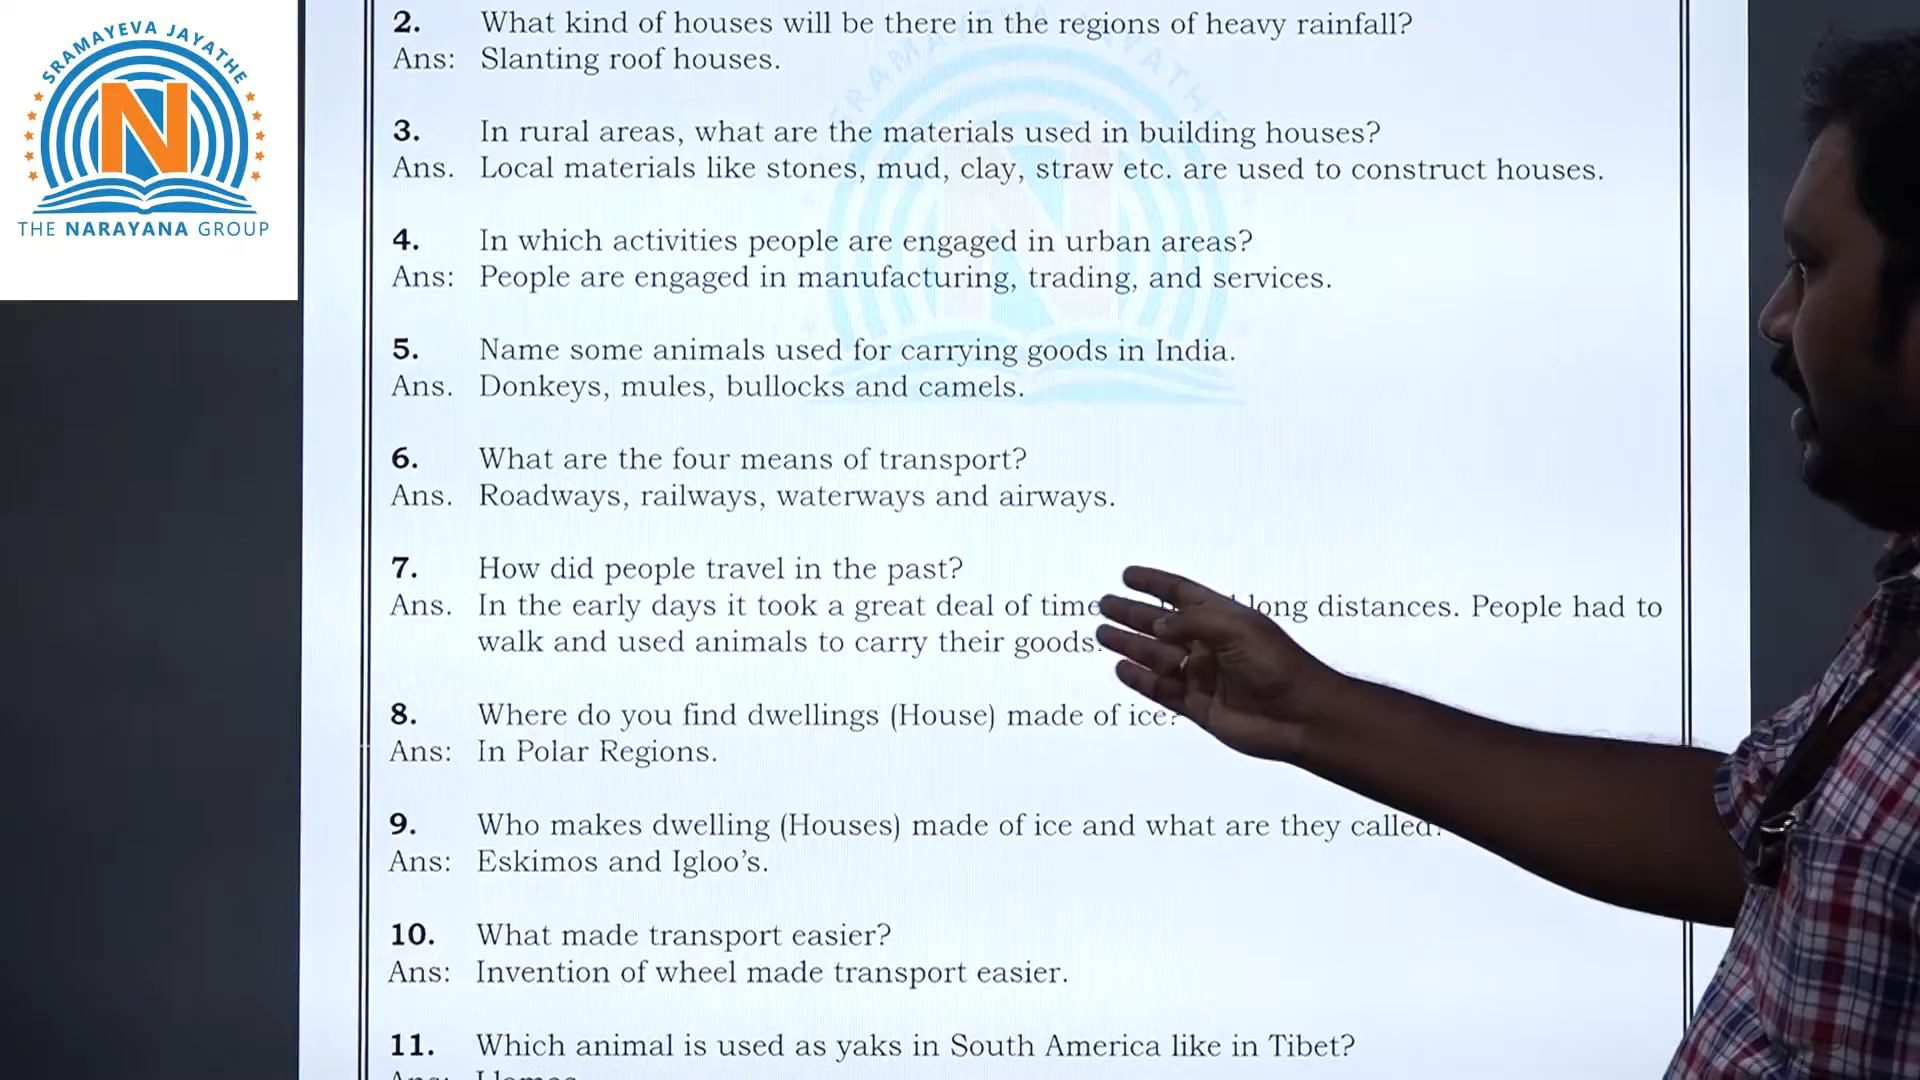 SRAMAYEVA JAYATHE
N
THE NARAYANA GROUP
2. What kind of houses will be there in the regions of heavy rainfall?
Ans: Slanting roof houses.
3. In rural areas, what are the materials used in building houses?
Ans. Local materials like stones, mud, clay, straw etc. are used to construct houses.
4. In which activities people are engaged in urban areas?
Ans: People are engaged in manufacturing, trading, and services.
5. Name some animals used for carrying goods in India.
Ans. Donkeys, mules, bullocks and camels.
6. What are the four means of transport?
Ans. Roadways, railways, waterways and airways.
7. How did people travel in the past?
Ans. In the early days it took a great deal of time long distances. People had to
walk and used animals to carry their goods.
8. Where do you find dwellings (House) made of ice?
Ans: In Polar Regions.
9. Who makes dwelling (Houses) made of ice and what are they called?
Ans: Eskimos and Igloo's.
10. What made transport easier?
Ans: Invention of wheel made transport easier.
11. Which animal is used as yaks in South America like in Tibet?